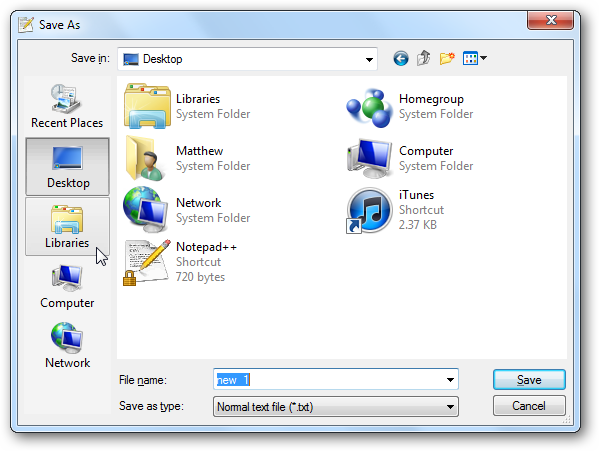 Save As
Save in:
Desktop
Recent Places
Desktop
Libraries
Computer
Network
Libraries
System Folder
Homegroup
System Folder
Matthew
System Folder
Computer
System Folder
Network
System Folder
iTunes
Shortcut
2.37 KB
Notepad++
Shortcut
720 bytes
File name:
new 1
Save
Save as type:
Normal text file (*.txt)
Cancel